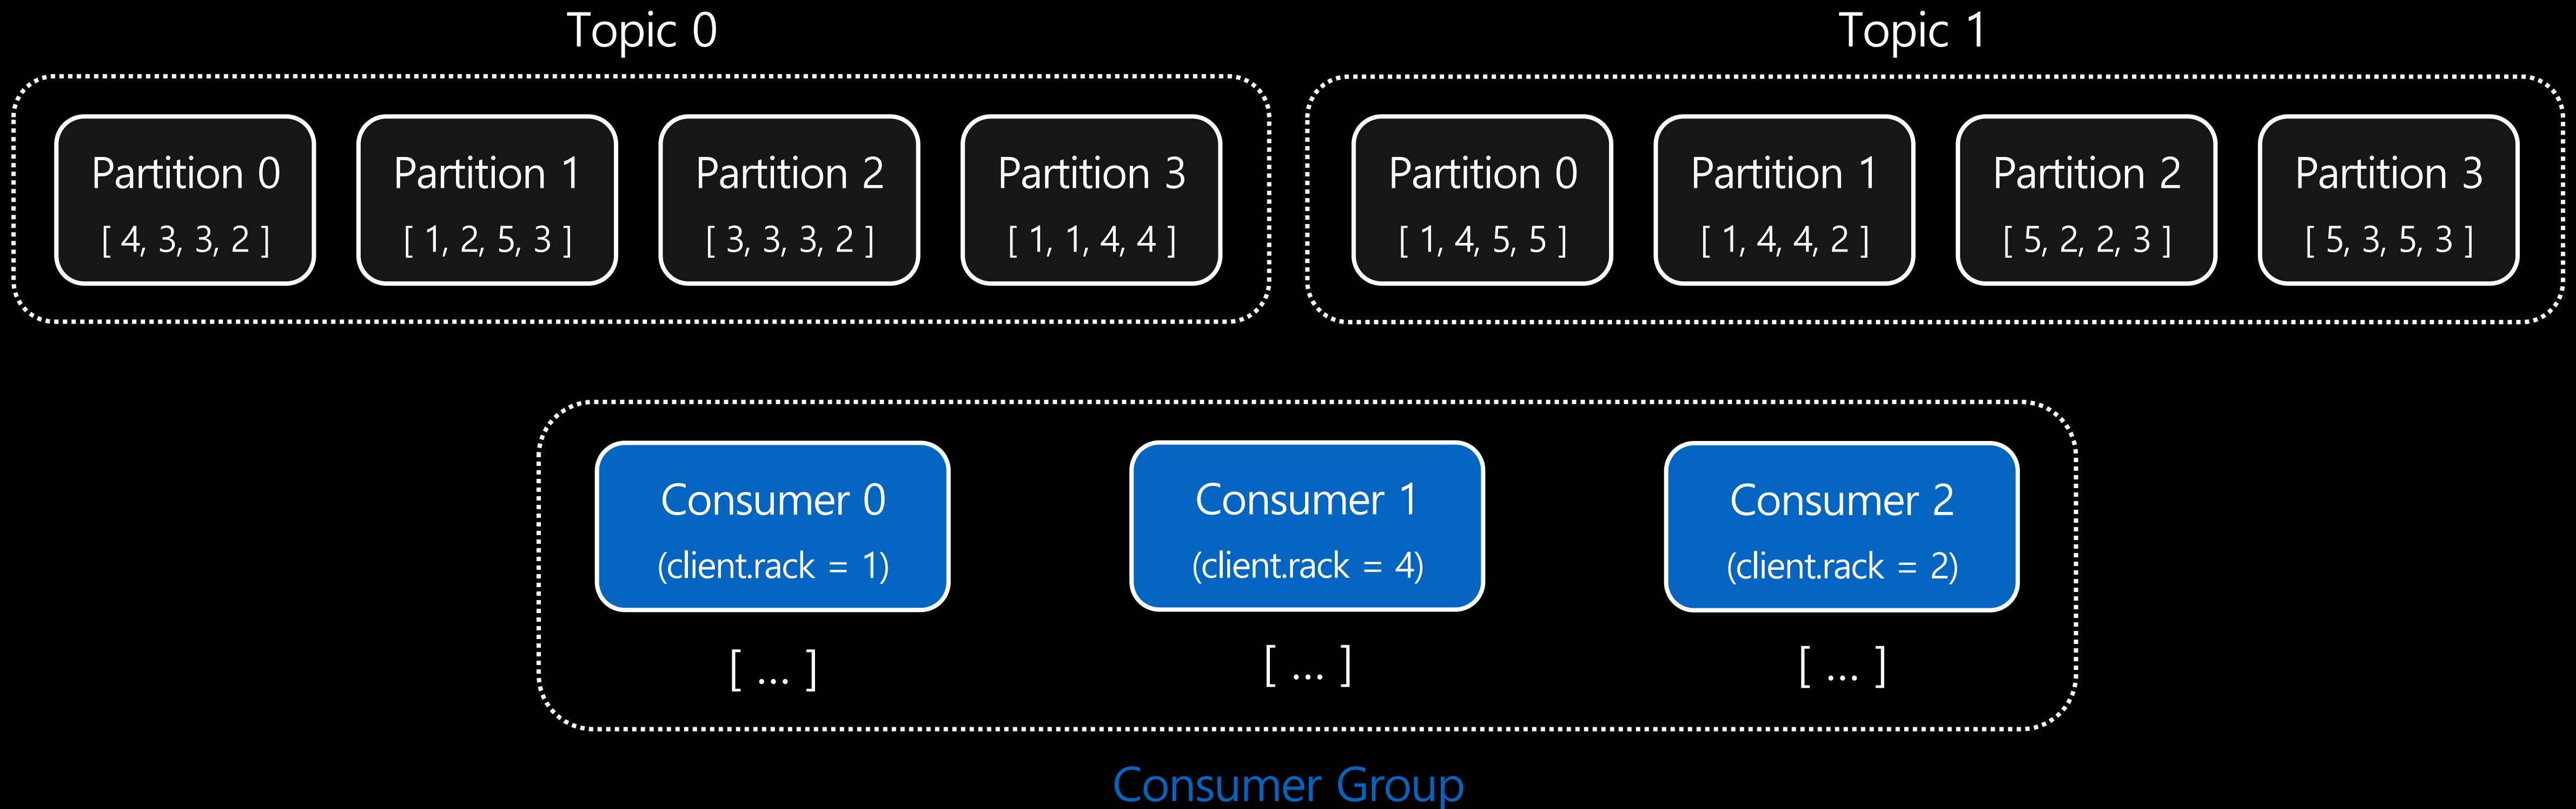 Topic 0
Partition 0
[ 4, 3, 3, 2 ]
Partition 1
[ 1, 2, 5, 3 ]
Partition 2
[ 3, 3, 3, 2 ]
Partition 3
[ 1, 1, 4, 4 ]
Topic 1
Partition 0
[ 1, 4, 5, 5 ]
Partition 1
[ 1, 4, 4, 2 ]
Partition 2
[ 5, 2, 2, 3 ]
Partition 3
[ 5, 3, 5, 3 ]
Consumer 0
(client.rack = 1)
[ ... ]
Consumer 1
(client.rack = 4)
[ ... ]
Consumer 2
(client.rack = 2)
[ ... ]
Consumer Group